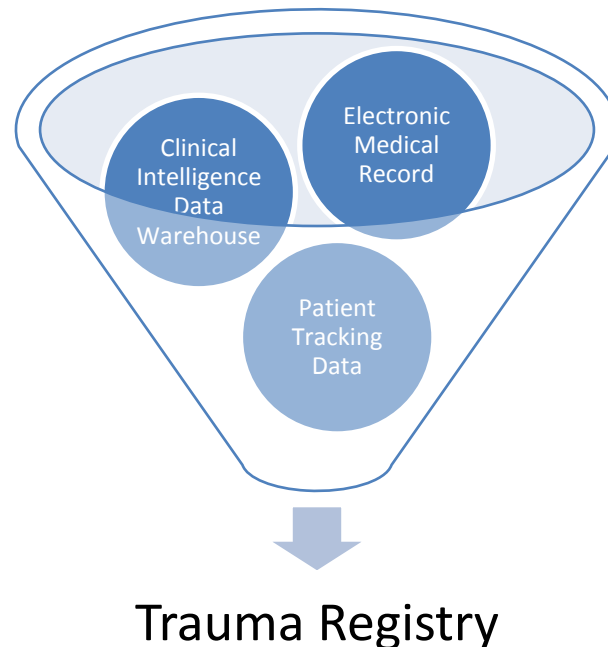 Clinical
Intelligence
Data
Warehouse
Electronic
Medical
Record
Patient
Tracking
Data
Trauma Registry